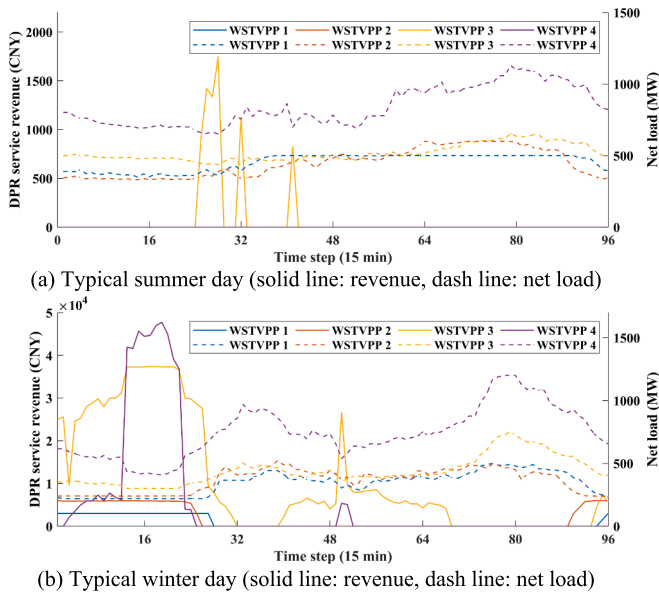 WSTVPP 1 WSTVPP 2 WSTVPP 3 WSTVPP 4
WSTVPP 1 WSTVPP 2 WSTVPP 3 WSTVPP 4
DPR service revenue (CNY)
2000
1500
1000
500
0
1500
1000
500
0
Net load (MW)
0 16 32 48 64 80 96
Time step (15 min)
(a) Typical summer day (solid line: revenue, dash line: net load)
× 10⁴
WSTVPP 1 WSTVPP 2 WSTVPP 3 WSTVPP 4
WSTVPP 1 WSTVPP 2 WSTVPP 3 WSTVPP 4
DPR service revenue (CNY)
5
4
3
2
1
0
1500
1000
500
0
Net load (MW)
16 32 48 64 80 96
Time step (15 min)
(b) Typical winter day (solid line: revenue, dash line: net load)